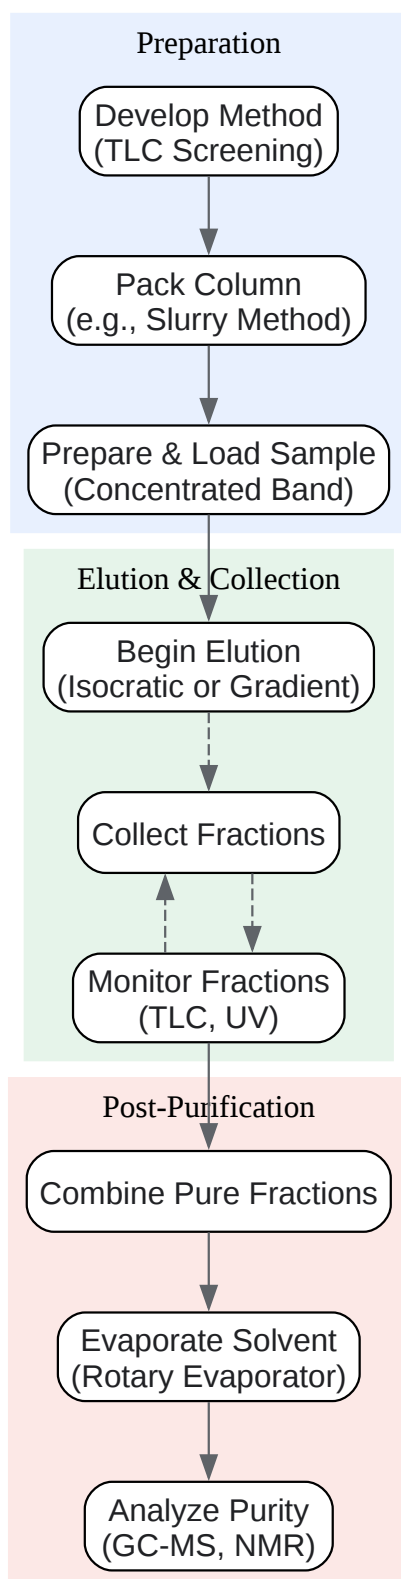 Preparation
Develop Method
(TLC Screening)
Pack Column
(e.g., Slurry Method)
Prepare & Load Sample
(Concentrated Band)
Elution & Collection
Begin Elution
(Isocratic or Gradient)
Collect Fractions
Monitor Fractions
(TLC, UV)
Post-Purification
Combine Pure Fractions
Evaporate Solvent
(Rotary Evaporator)
Analyze Purity
(GC-MS, NMR)